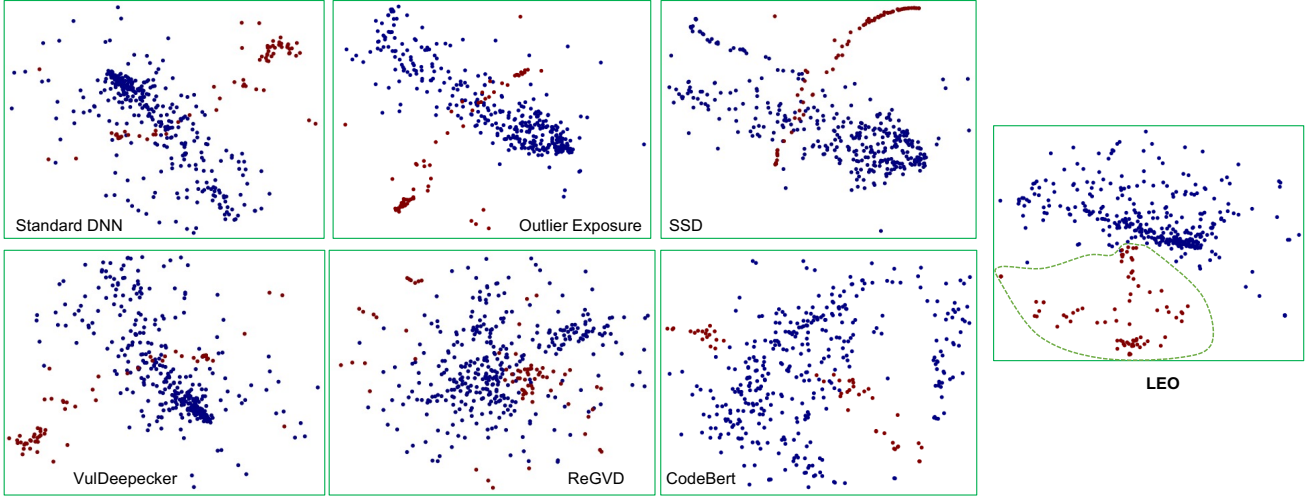 Standard DNN
Outlier Exposure
SSD
VulDeepecker
ReGVD
CodeBert
LEO